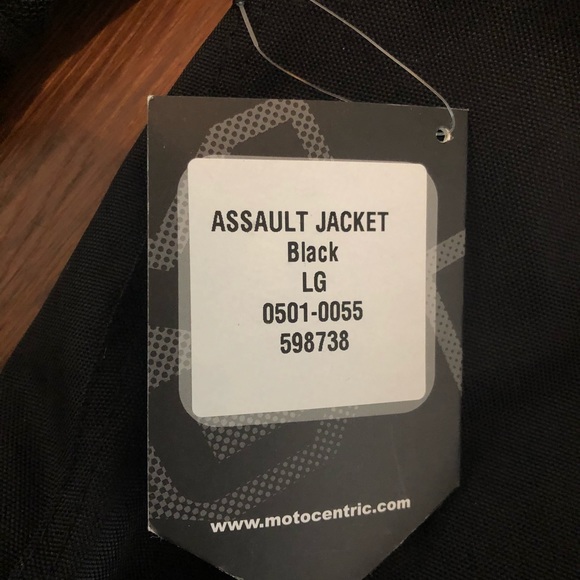 ASSAULT JACKET
Black
LG
0501-0055
598738
www.motocentric.com